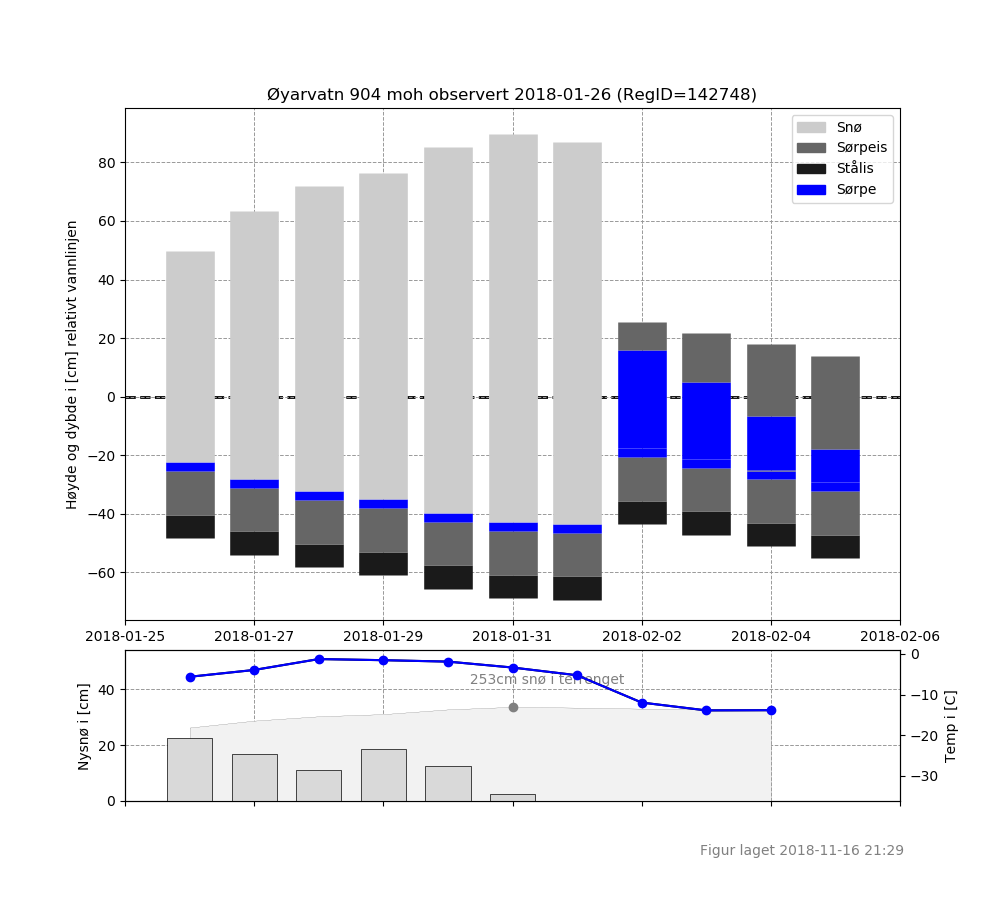 Øyarvatn 904 moh observert 2018-01-26 (RegID=142748)
Snø
Sørpeis
Stålis
Sørpe
Høyde og dybde i [cm] relativt vannlinjen
80
60
40
20
0
−20
−40
−60
2018-01-25 2018-01-27 2018-01-29 2018-01-31 2018-02-02 2018-02-04 2018-02-06
253cm snø i terrenget
Nysnø i [cm]
40
20
0
0
−10
−20
−30
Temp i [C]
Figur laget 2018-11-16 21:29